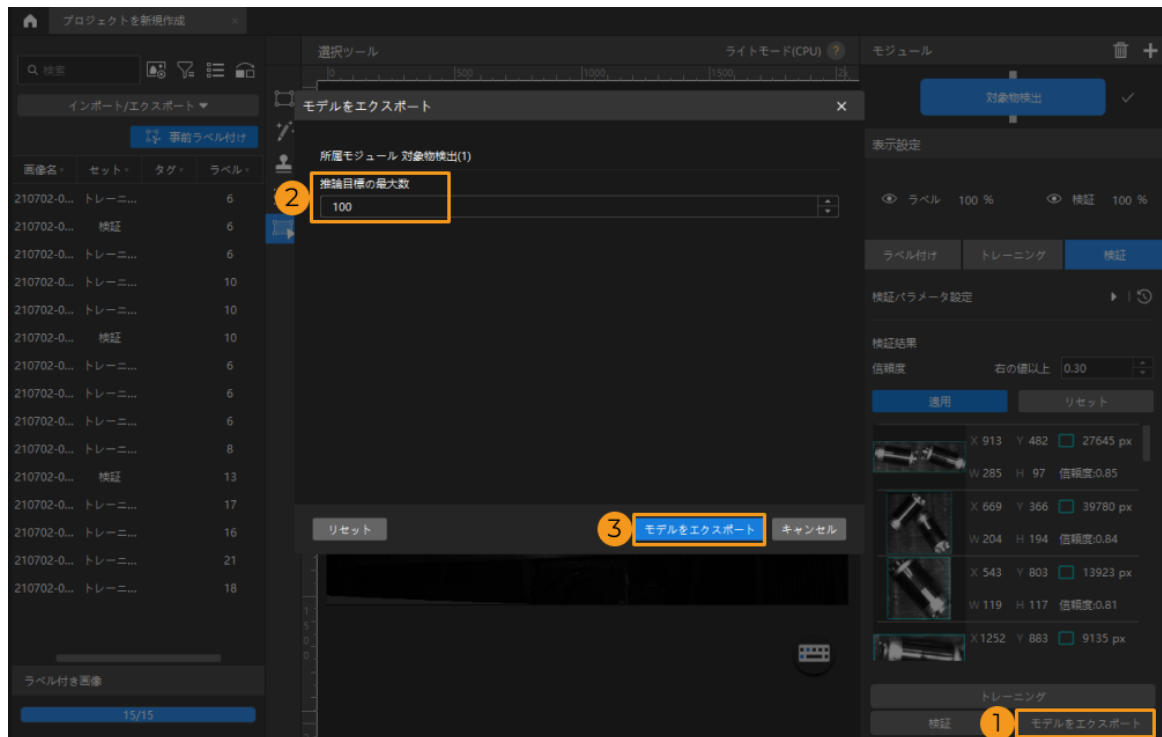 プロジェクトを新規作成 ×
検索
インポート/エクスポート
事前ラベル付け
画像名 セット タグ ラベル
210702-0... トレーニ... 6
210702-0... 検証 6
210702-0... トレーニ... 6
210702-0... トレーニ... 10
210702-0... トレーニ... 10
210702-0... 検証 10
210702-0... トレーニ... 6
210702-0... トレーニ... 6
210702-0... トレーニ... 6
210702-0... トレーニ... 8
210702-0... 検証 13
210702-0... トレーニ... 17
210702-0... トレーニ... 16
210702-0... トレーニ... 21
210702-0... トレーニ... 18
ラベル付き画像
15/15
選択ツール ライトモード(CPU) ?
0 500 1000 1500 2k
モデルをエクスポート ×
所属モジュール 対象物検出(1)
推論目標の最大数
2
100
リセット 3 モデルをエクスポート キャンセル
1
5
0
0
モジュール
対象物検出
表示設定
ラベル 100 % 検証 100 %
ラベル付け トレーニング 検証
検証パラメータ設定
検証結果
信頼度 右の値以上 0.30
適用 リセット
X 913 Y 482 27645 px
W 285 H 97 信頼度:0.85
X 669 Y 366 39780 px
W 204 H 194 信頼度:0.84
X 543 Y 803 13923 px
W 119 H 117 信頼度:0.81
X 1252 Y 883 9135 px
トレーニング
検証 1 モデルをエクスポート